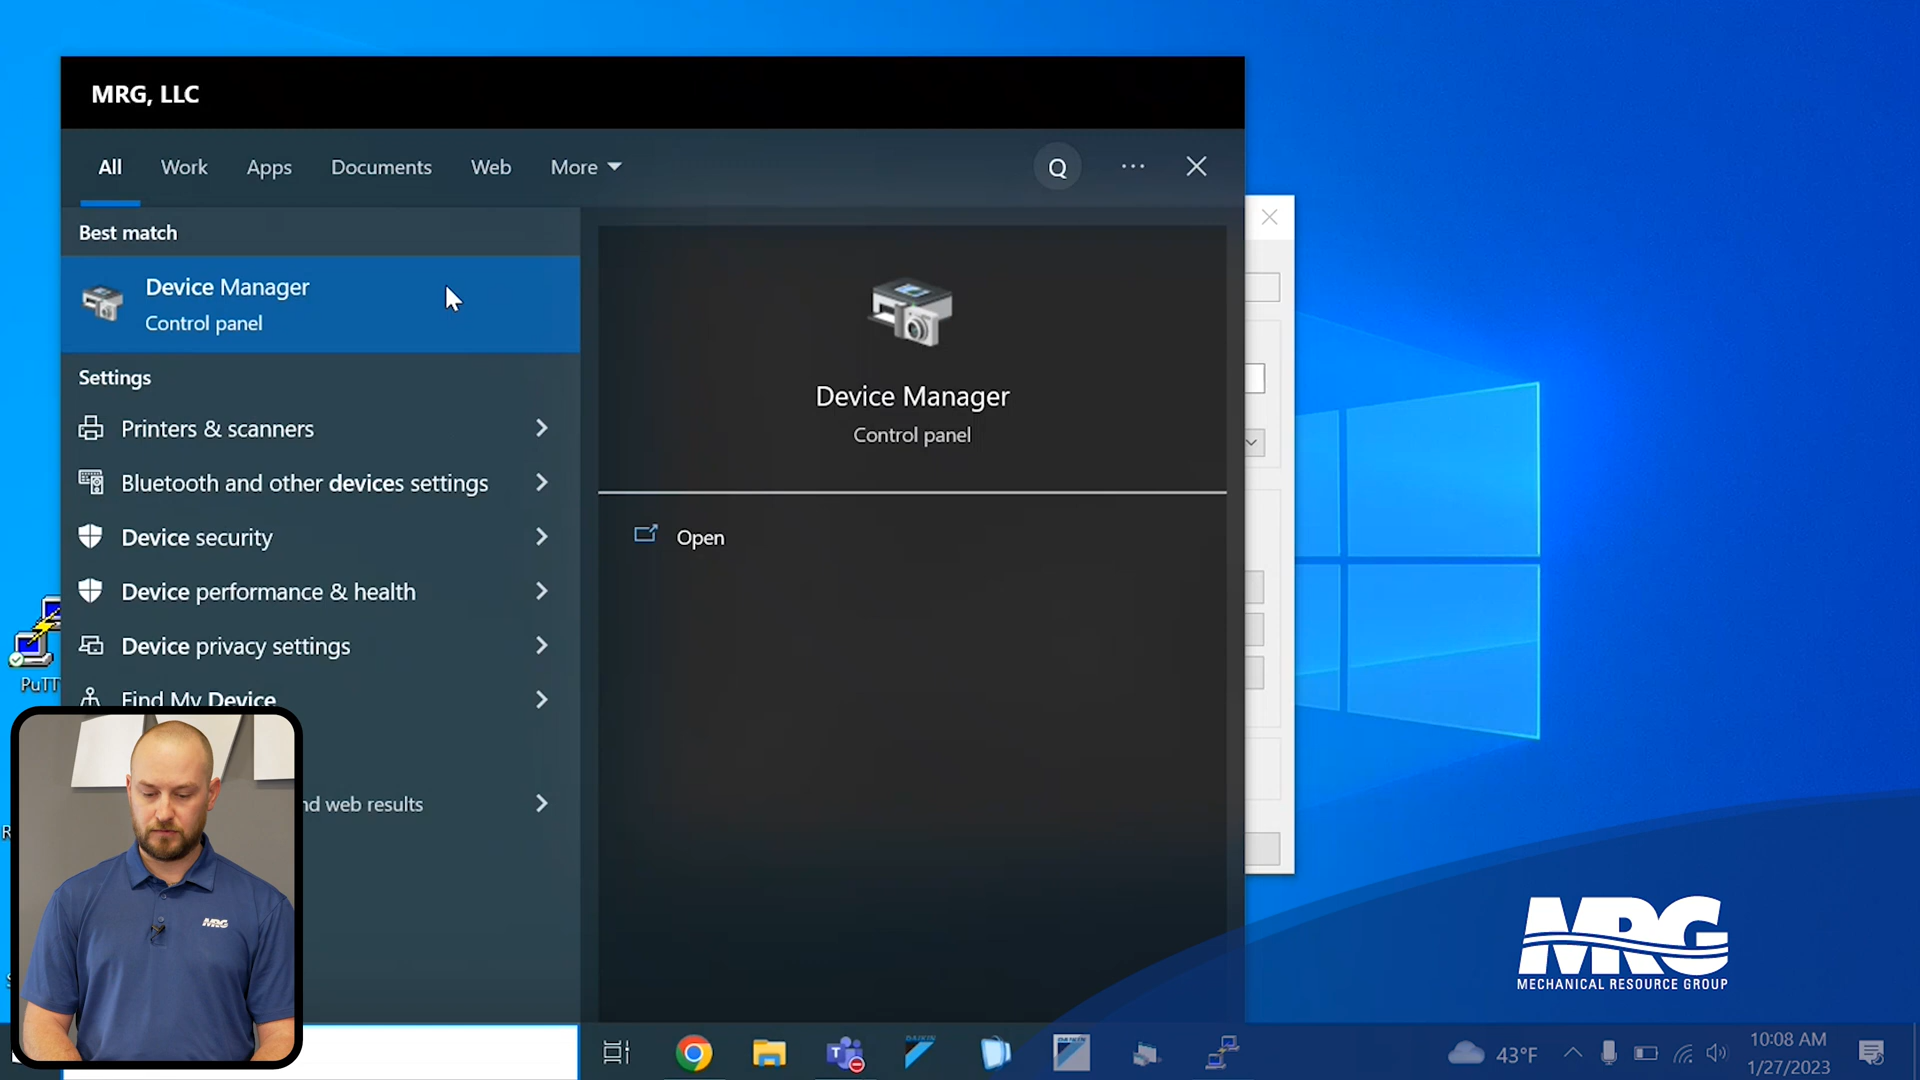 MRG, LLC
All Work Apps Documents Web More
Q
Best match
Device Manager
Control panel
Settings
Printers & scanners
Bluetooth and other devices settings
Device security
Device performance & health
Device privacy settings
Find My Device
web results
Device Manager
Control panel
Open
MRG
MRG
MECHANICAL RESOURCE GROUP
43°F
10:08 AM
1/27/2023